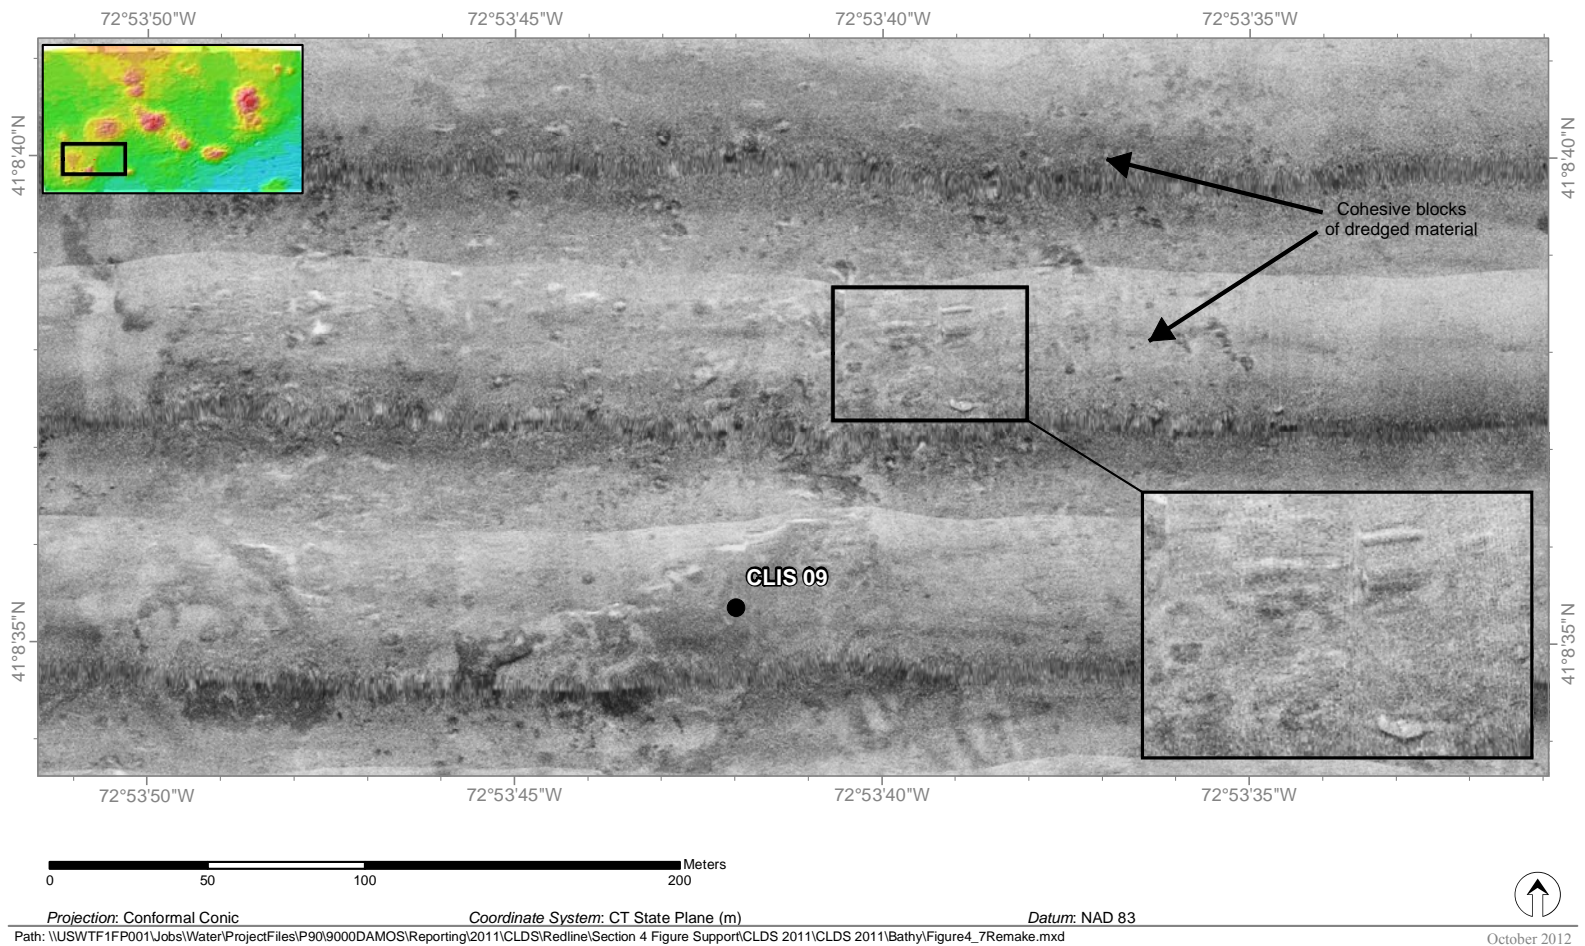 72°53'50"W 72°53'45"W 72°53'40"W 72°53'35"W
41°8'40"N
41°8'40"N
Cohesive blocks
of dredged material
CLIS 09
41°8'35"N
41°8'35"N
72°53'50"W 72°53'45"W 72°53'40"W 72°53'35"W
Meters
0 50 100 200
Projection: Conformal Conic Coordinate System: CT State Plane (m) Datum: NAD 83
Path: \\USWTF1FP001\Jobs\Water\ProjectFiles\P90\9000DAMOS\Reporting\2011\CLDS\Redline\Section 4 Figure Support\CLDS 2011\CLDS 2011\Bathy\Figure4_7Remake.mxd
October 2012